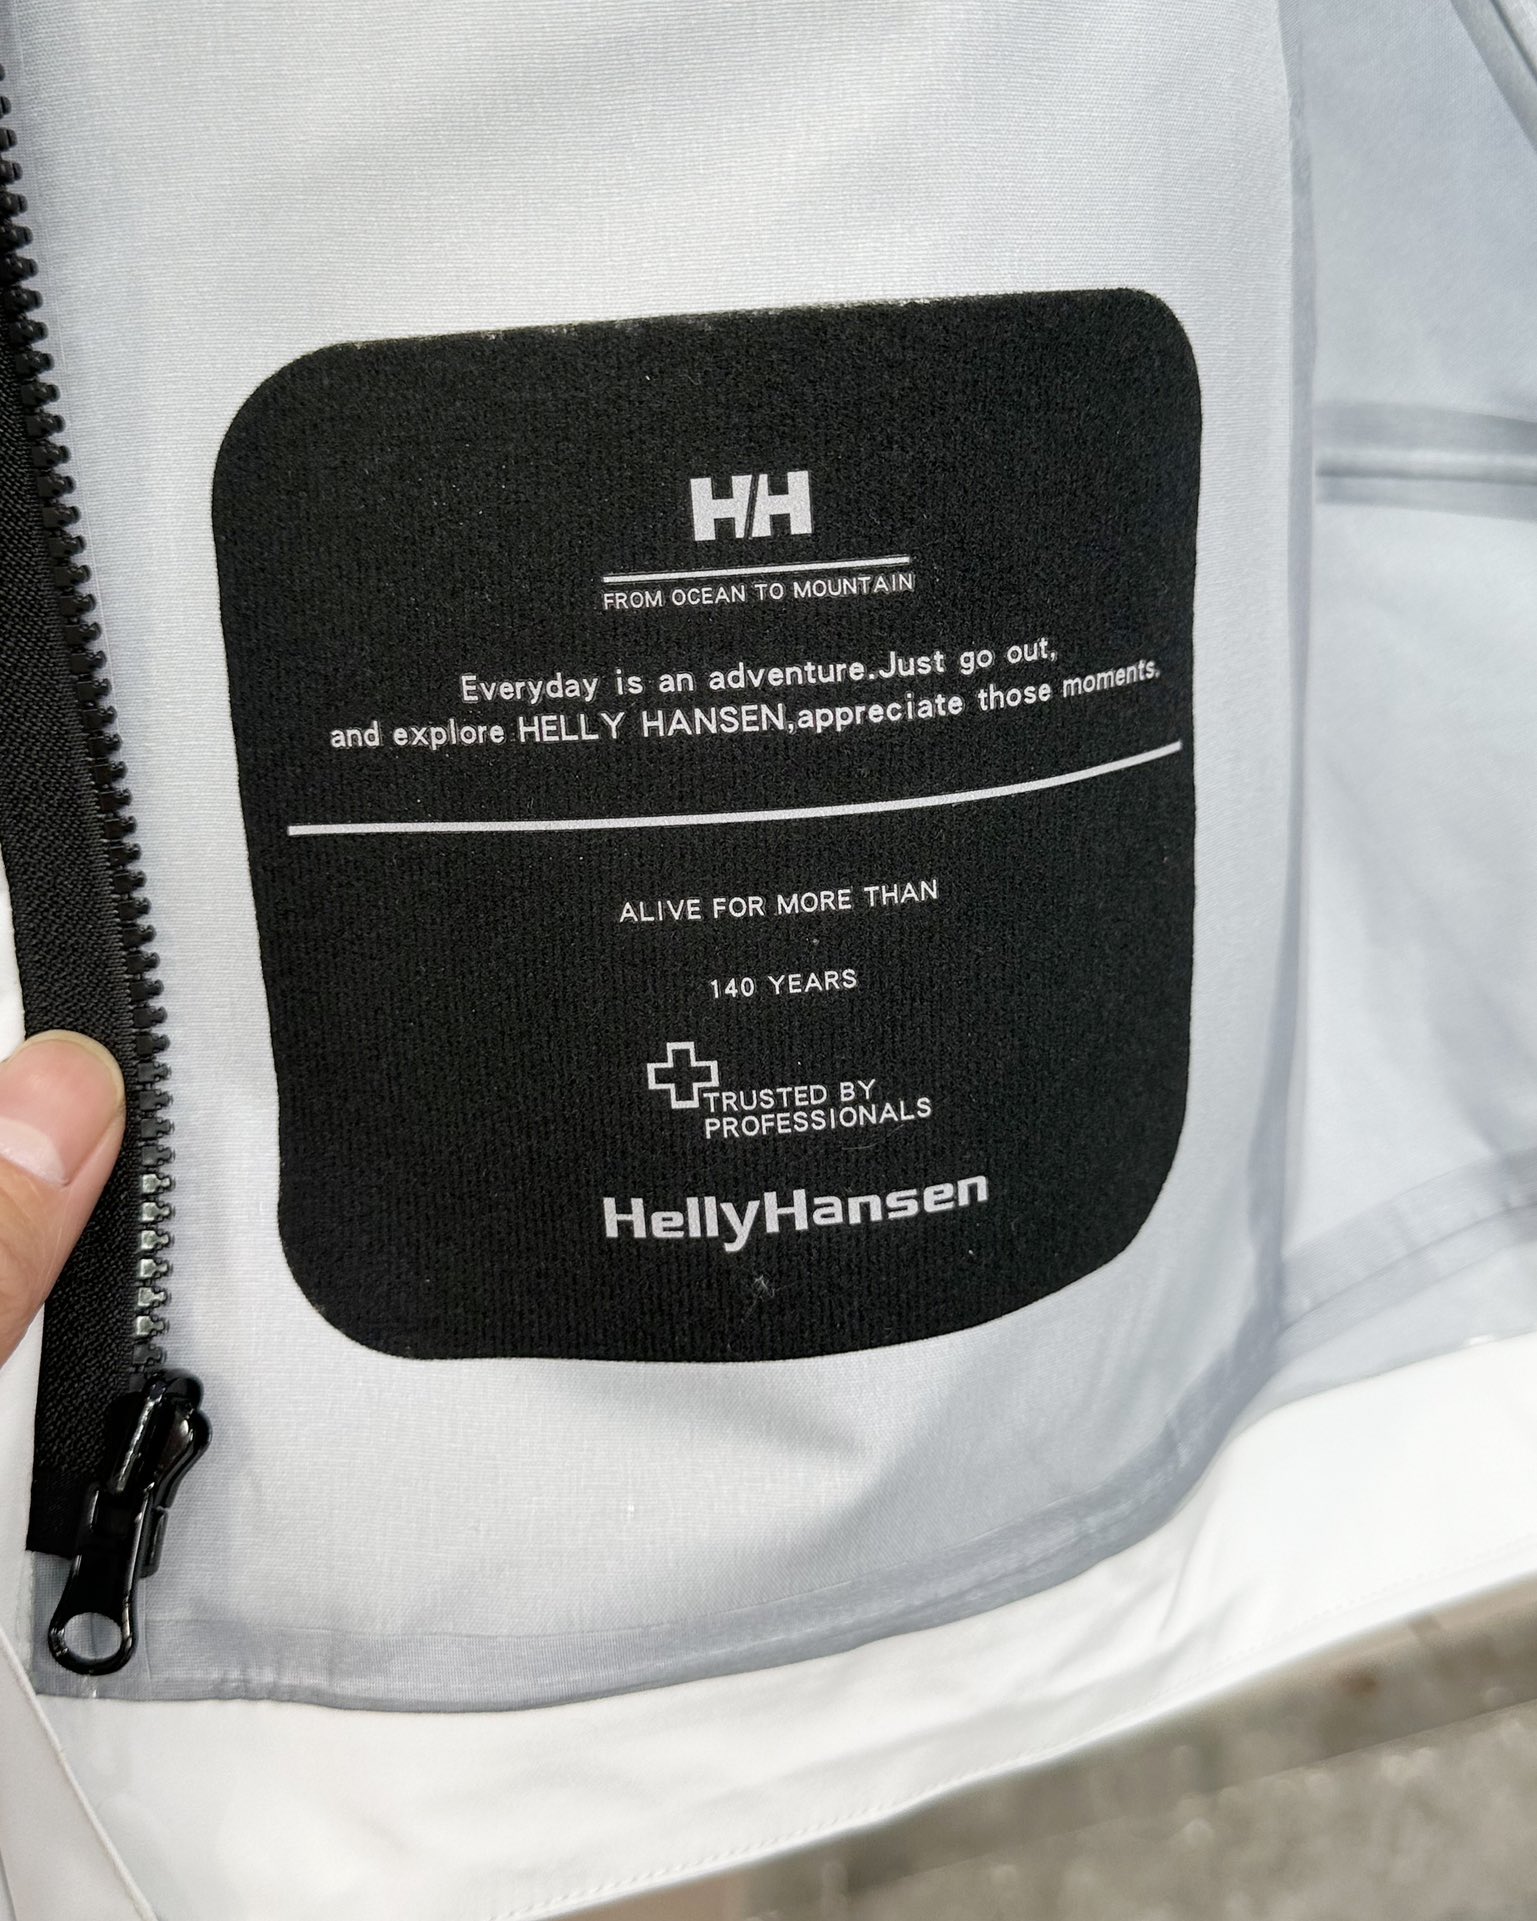 HH
FROM OCEAN TO MOUNTAIN
Everyday is an adventure.Just go out,
and explore HELLY HANSEN,appreciate those moments.
ALIVE FOR MORE THAN
140 YEARS
TRUSTED BY
PROFESSIONALS
HellyHansen